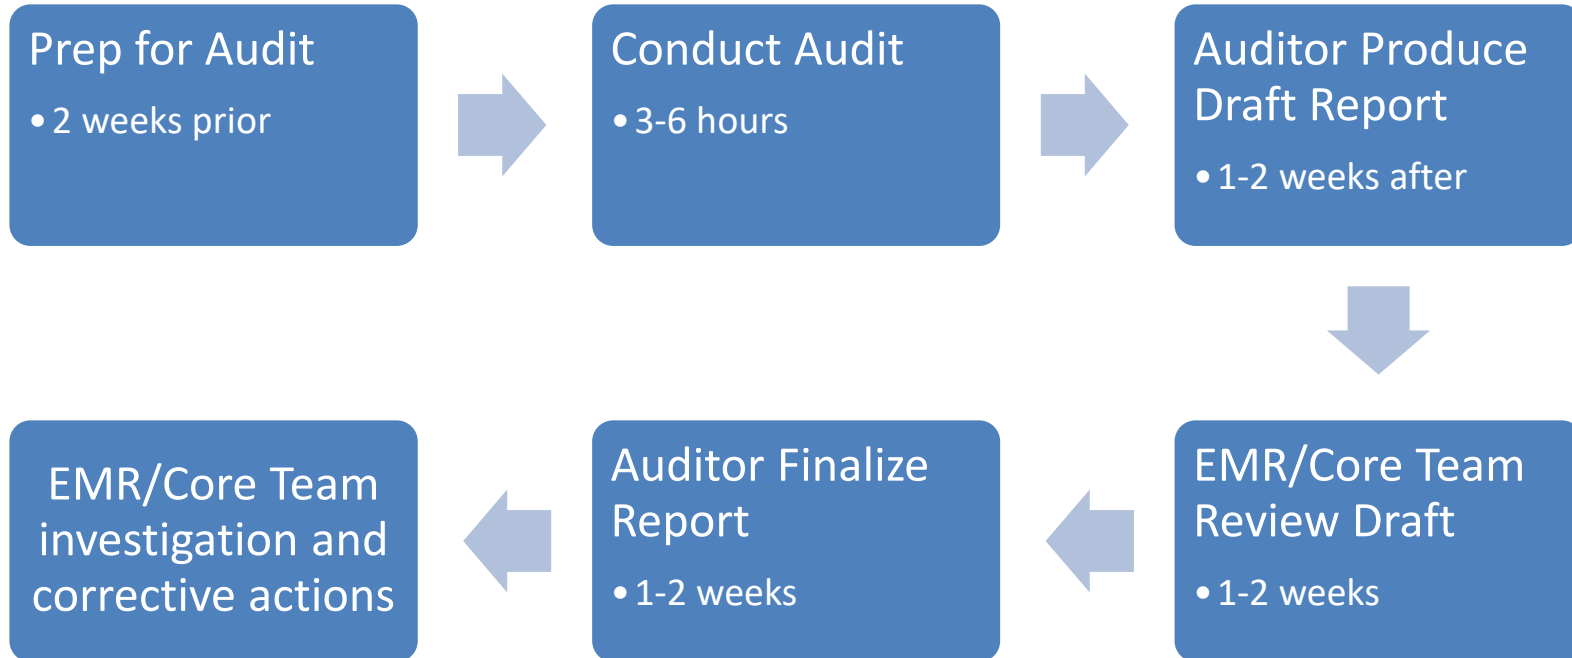 Prep for Audit
• 2 weeks prior
Conduct Audit
• 3-6 hours
Auditor Produce
Draft Report
• 1-2 weeks after
EMR/Core Team
Review Draft
• 1-2 weeks
Auditor Finalize
Report
• 1-2 weeks
EMR/Core Team
investigation and
corrective actions